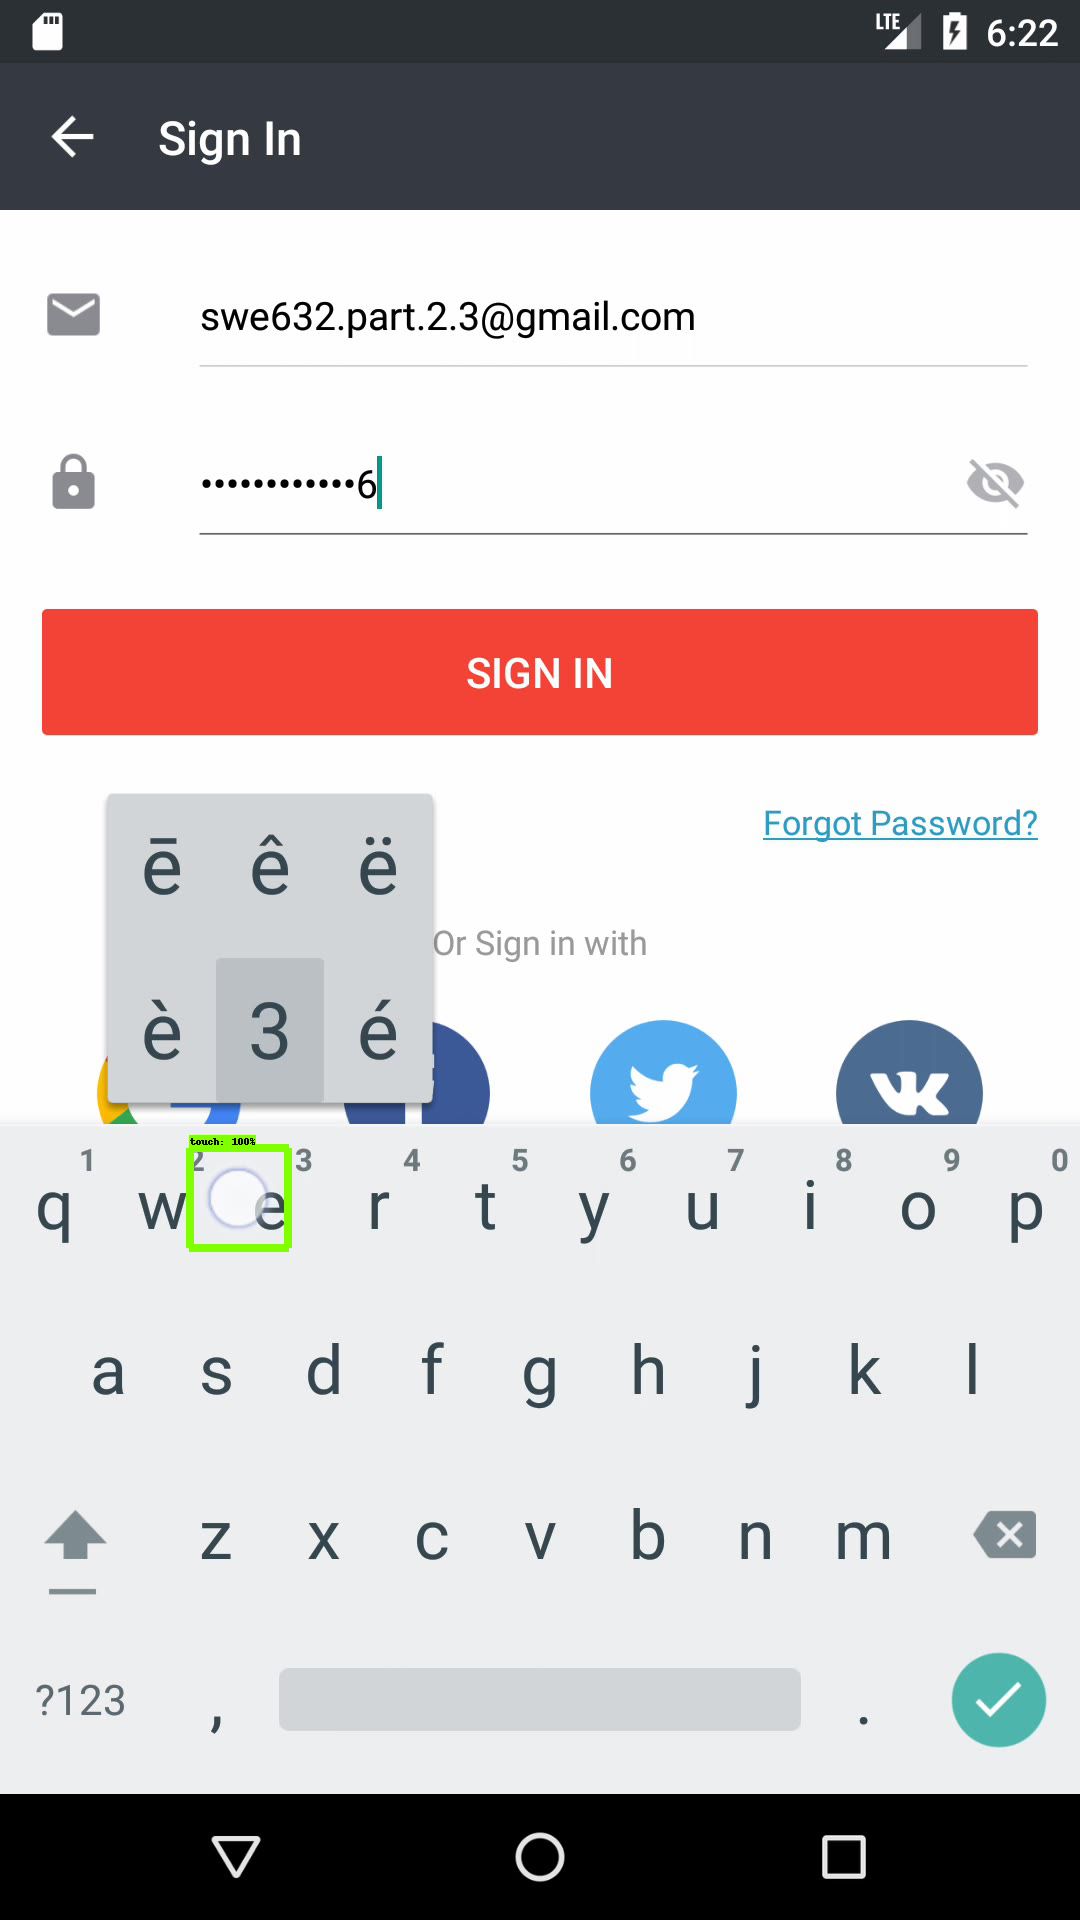 LTE 6:22
Sign In
swe632.part.2.3@gmail.com
••••••••••••6
SIGN IN
Forgot Password?
ē ê ë
Or Sign in with
è 3 é
touch: 100%
1 2 3 4 5 6 7 8 9 0
q w e r t y u i o p
a s d f g h j k l
z x c v b n m
?123 , .